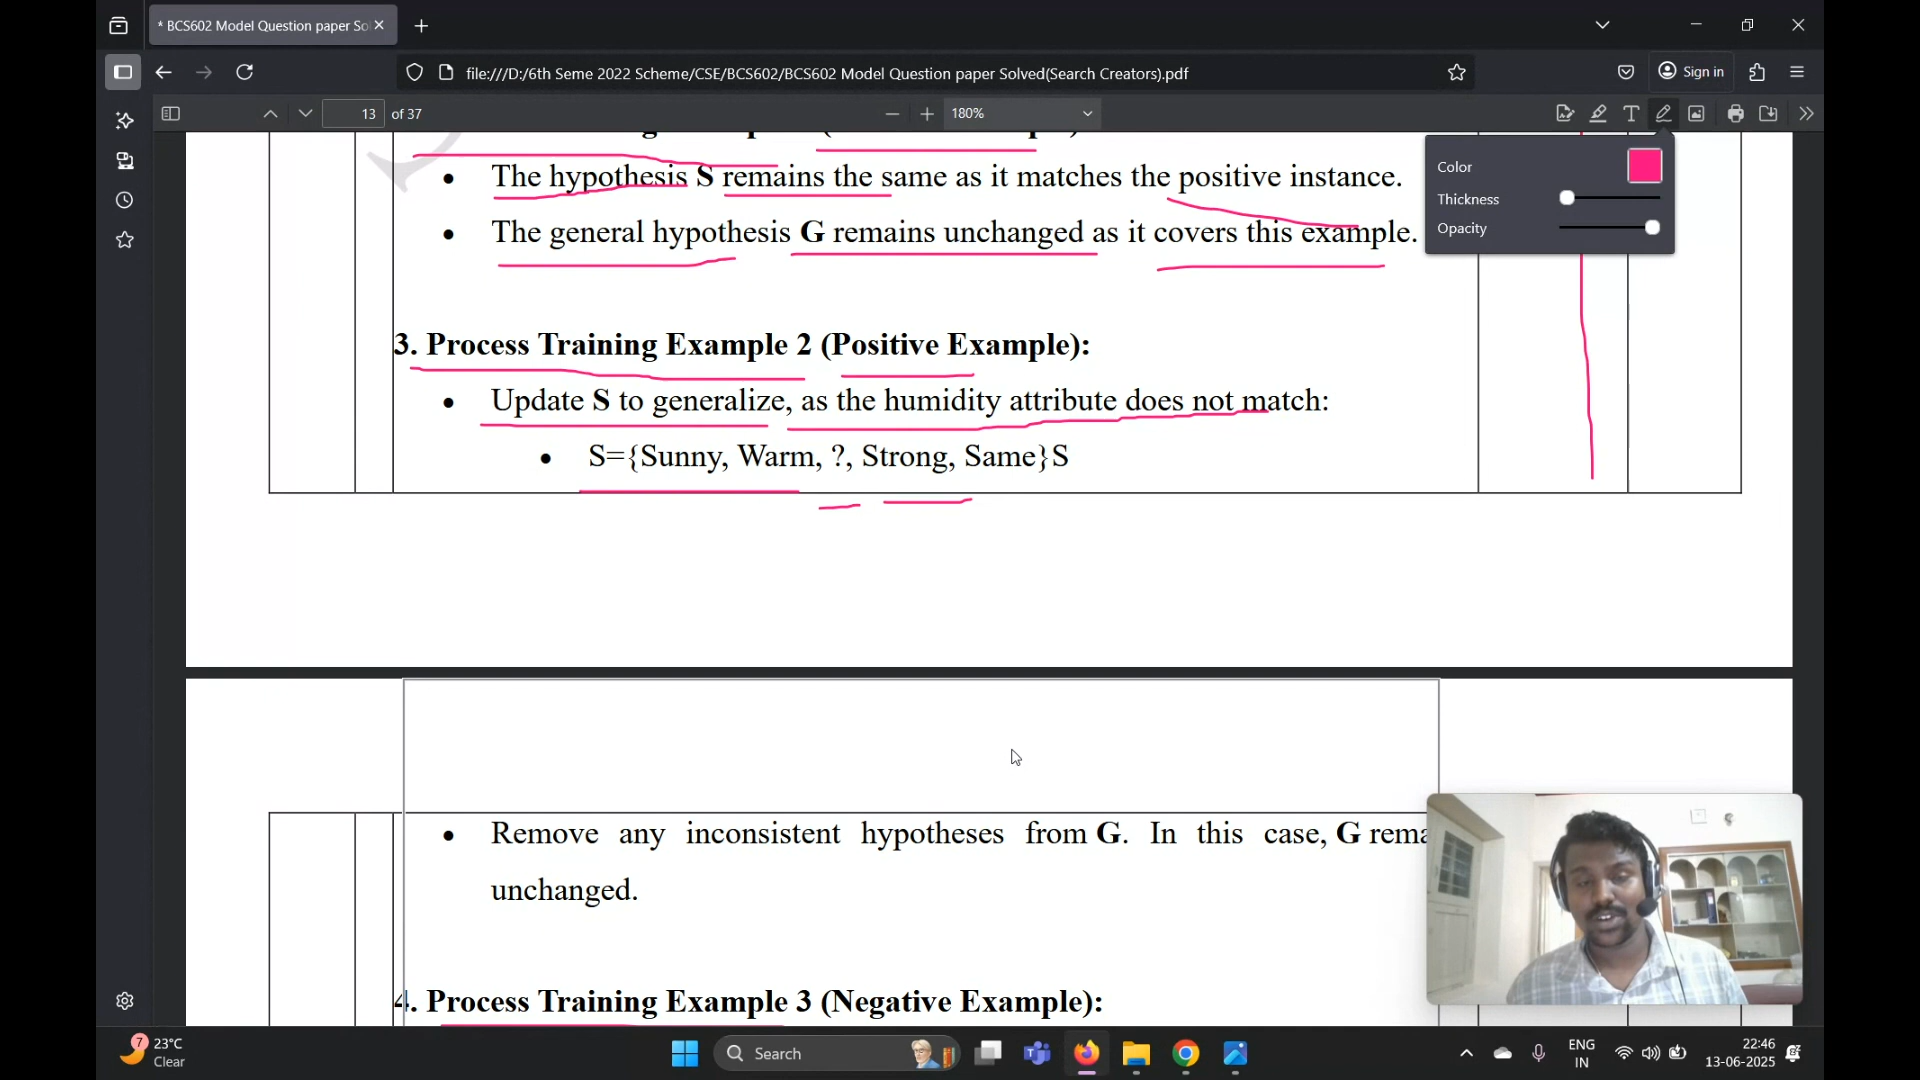 * BCS602 Model Question paper So
file:///D:/6th Seme 2022 Scheme/CSE/BCS602/BCS602 Model Question paper Solved(Search Creators).pdf
Sign in
13 of 37
180%
Color
Thickness
Opacity
• The hypothesis S remains the same as it matches the positive instance.
• The general hypothesis G remains unchanged as it covers this example.
3. Process Training Example 2 (Positive Example):
• Update S to generalize, as the humidity attribute does not match:
• S={Sunny, Warm, ?, Strong, Same}S
• Remove any inconsistent hypotheses from G. In this case, G rema
unchanged.
4. Process Training Example 3 (Negative Example):
7
23°C
Clear
Search
ENG
IN
22:46
13-06-2025